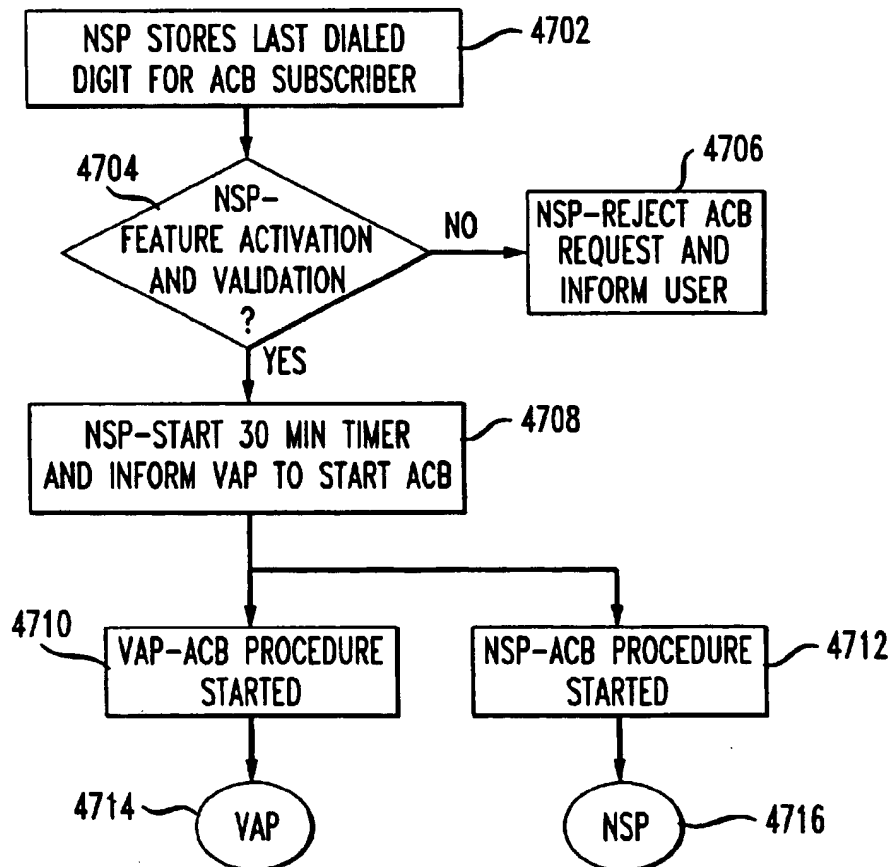 NSP STORES LAST DIALED
DIGIT FOR ACB SUBSCRIBER
4702
4704
NSP-
FEATURE ACTIVATION
AND VALIDATION
?
NO
YES
4706
NSP-REJECT ACB
REQUEST AND
INFORM USER
NSP-START 30 MIN TIMER
AND INFORM VAP TO START ACB
4708
4710
VAP-ACB PROCEDURE
STARTED
NSP-ACB PROCEDURE
STARTED
4712
4714
VAP
NSP
4716